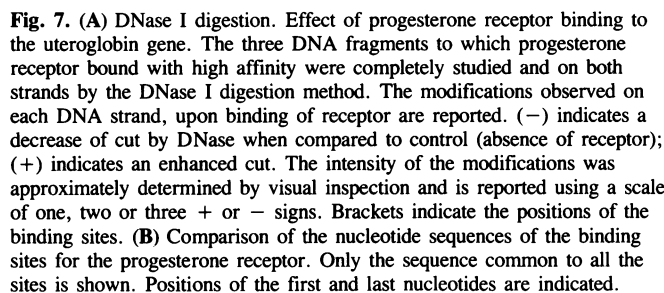 Fig. 7. (A) DNase I digestion. Effect of progesterone receptor binding to
the uteroglobin gene. The three DNA fragments to which progesterone
receptor bound with high affinity were completely studied and on both
strands by the DNase I digestion method. The modifications observed on
each DNA strand, upon binding of receptor are reported. (−) indicates a
decrease of cut by DNase when compared to control (absence of receptor);
(+) indicates an enhanced cut. The intensity of the modifications was
approximately determined by visual inspection and is reported using a scale
of one, two or three + or − signs. Brackets indicate the positions of the
binding sites. (B) Comparison of the nucleotide sequences of the binding
sites for the progesterone receptor. Only the sequence common to all the
sites is shown. Positions of the first and last nucleotides are indicated.